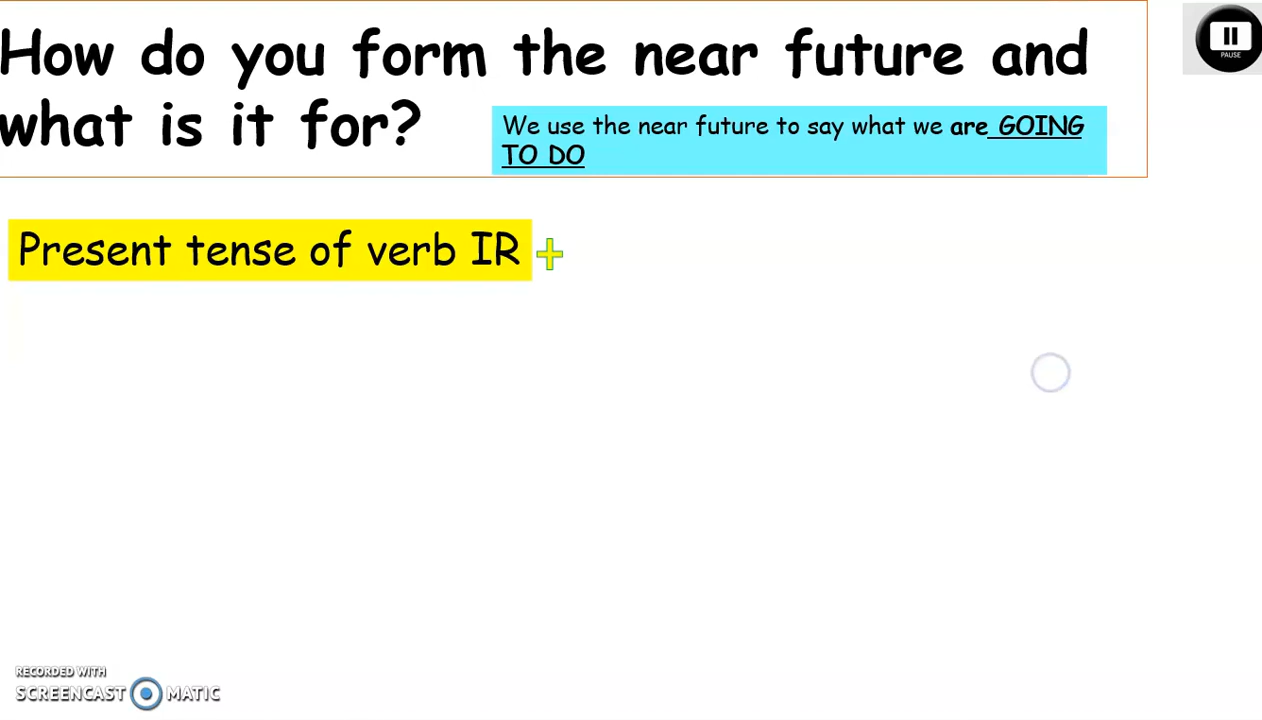 How do you form the near future and
what is it for?
We use the near future to say what we are GOING
TO DO
Present tense of verb IR +
PAUSE
RECORDED WITH
SCREENCAST MATIC